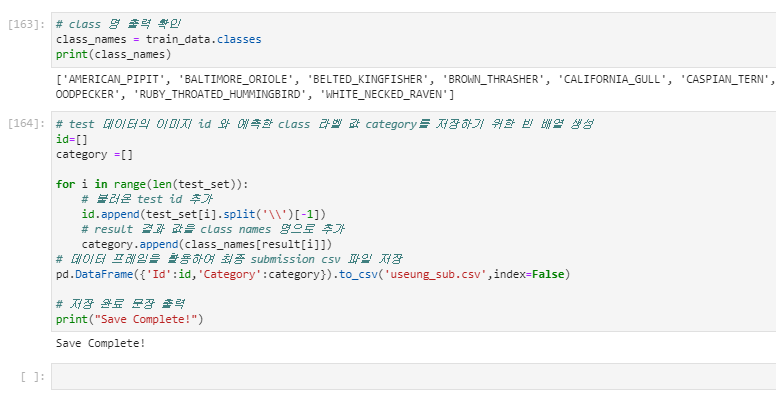 [163]:
# class 명 출력 확인
class_names = train_data.classes
print(class_names)
['AMERICAN_PIPIT', 'BALTIMORE_ORIOLE', 'BELTED_KINGFISHER', 'BROWN_THRASHER', 'CALIFORNIA_GULL', 'CASPIAN_TERN',
OODPECKER', 'RUBY_THROATED_HUMMINGBIRD', 'WHITE_NECKED_RAVEN']
[164]:
# test 데이터의 이미지 id 와 예측한 class 라벨 값 category를 저장하기 위한 빈 배열 생성
id=[]
category =[]
for i in range(len(test_set)):
# 불러온 test id 추가
id.append(test_set[i].split('\\')[-1])
# result 결과 값을 class names 명으로 추가
category.append(class_names[result[i]])
# 데이터 프레임을 활용하여 최종 submission csv 파일 저장
pd.DataFrame({'Id':id,'Category':category}).to_csv('useung_sub.csv',index=False)
# 저장 완료 문장 출력
print("Save Complete!")
Save Complete!
[ ]: